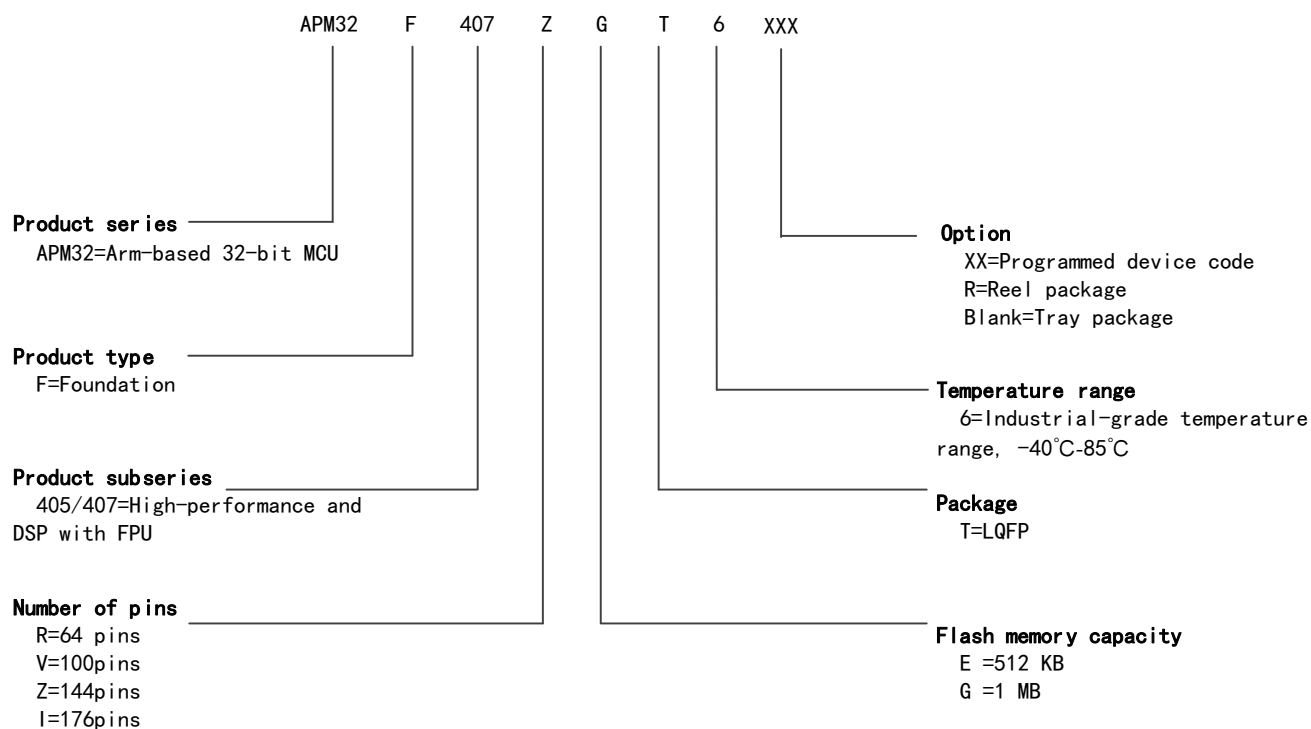 APM32 F 407 Z G T 6 XXX
Product series
APM32=Arm-based 32-bit MCU
Product type
F=Foundation
Product subseries
405/407=High-performance and
DSP with FPU
Number of pins
R=64 pins
V=100pins
Z=144pins
I=176pins
Option
XX=Programmed device code
R=Reel package
Blank=Tray package
Temperature range
6=Industrial-grade temperature
range, -40℃-85℃
Package
T=LQFP
Flash memory capacity
E =512 KB
G =1 MB